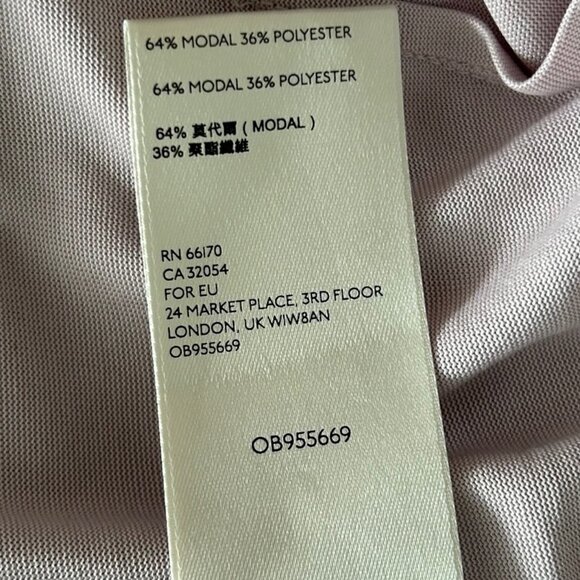 64% MODAL 36% POLYESTER
64% MODAL 36% POLYESTER
64% 莫代爾 ( MODAL )
36% 聚酯纖維
RN 66170
CA 32054
FOR EU
24 MARKET PLACE, 3RD FLOOR
LONDON, UK W1W8AN
OB955669
OB955669